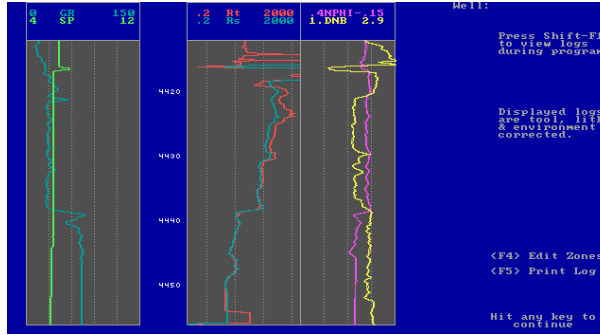 Well:
0 GR 150
4 SP 12
.2 Rt 2000
.2 Rs 2000
.4NPHI-.15
1.DNB 2.9
Press Shift-F1
to view logs
during program
4420
4430
4440
4450
Displayed logs
are tool, lith
& environment
corrected.
<F4> Edit Zones
<F5> Print Log
Hit any key to
continue